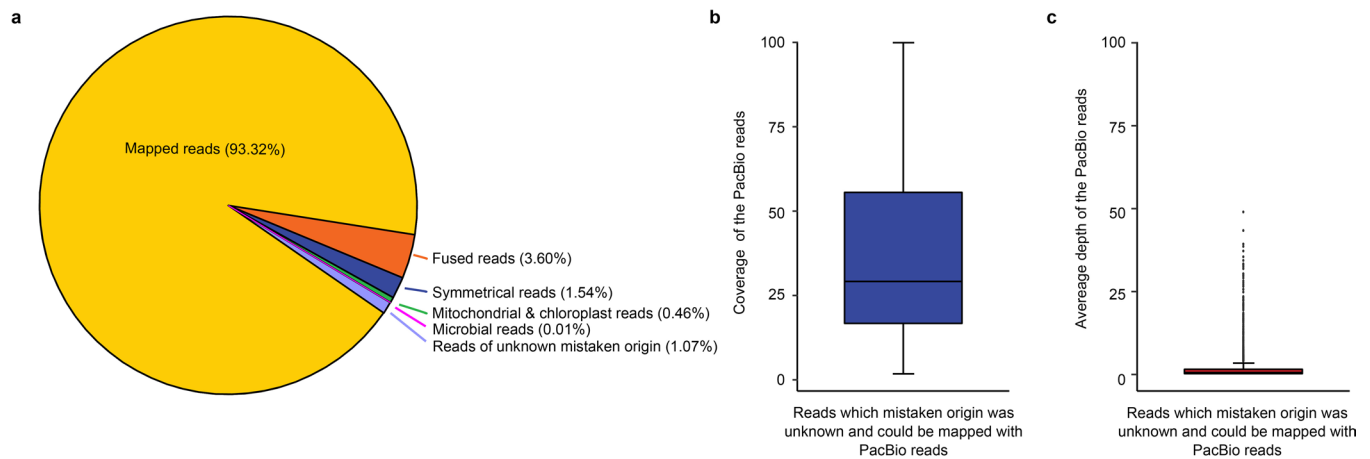 a
Mapped reads (93.32%)
Fused reads (3.60%)
Symmetrical reads (1.54%)
Mitochondrial & chloroplast reads (0.46%)
Microbial reads (0.01%)
Reads of unknown mistaken origin (1.07%)
b
Coverage of the PacBio reads
100
75
50
25
0
Reads which mistaken origin was
unknown and could be mapped with
PacBio reads
c
Avereage depth of the PacBio reads
100
75
50
25
0
Reads which mistaken origin was
unknown and could be mapped with
PacBio reads